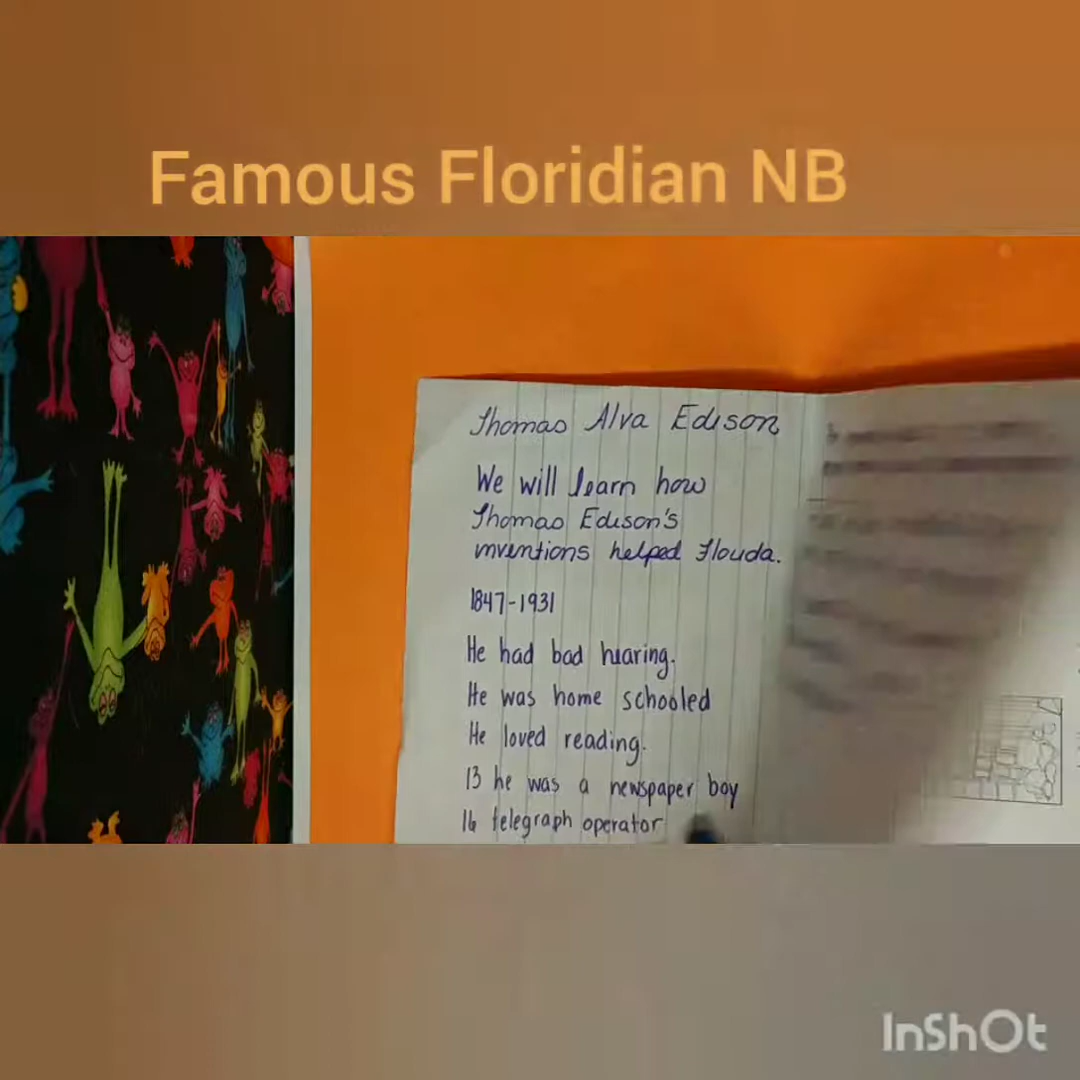 Famous Floridian NB
Thomas Alva Edison
We will learn how
Thomas Edison's
inventions helped Florida.
1847-1931
He had bad hearing.
He was home schooled
He loved reading.
13 he was a newspaper boy
16 telegraph operator
InShOt